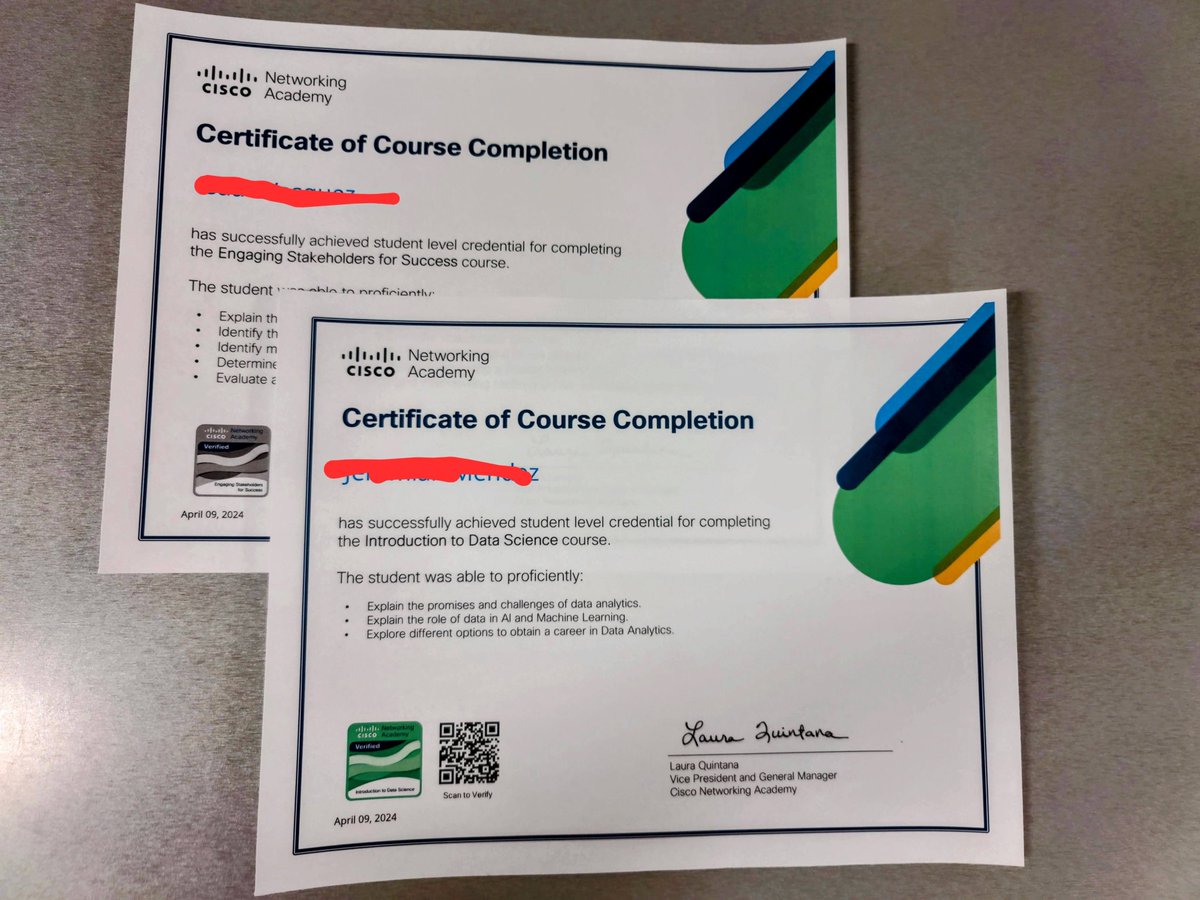 CISCO Networking
Academy
Certificate of Course Completion
has successfully achieved student level credential for completing
the Engaging Stakeholders for Success course.
The student was able to proficiently:
• Explain th
• Identify th
• Identify m
• Determine
• Evaluate a
CISCO Networking
Academy
Verified
Engaging Stakeholders
for Success
April 09, 2024
CISCO Networking
Academy
Certificate of Course Completion
has successfully achieved student level credential for completing
the Introduction to Data Science course.
The student was able to proficiently:
• Explain the promises and challenges of data analytics.
• Explain the role of data in AI and Machine Learning.
• Explore different options to obtain a career in Data Analytics.
CISCO Networking
Academy
Verified
Introduction to Data Science
Scan to Verify
April 09, 2024
Laura Quintana
Laura Quintana
Vice President and General Manager
Cisco Networking Academy